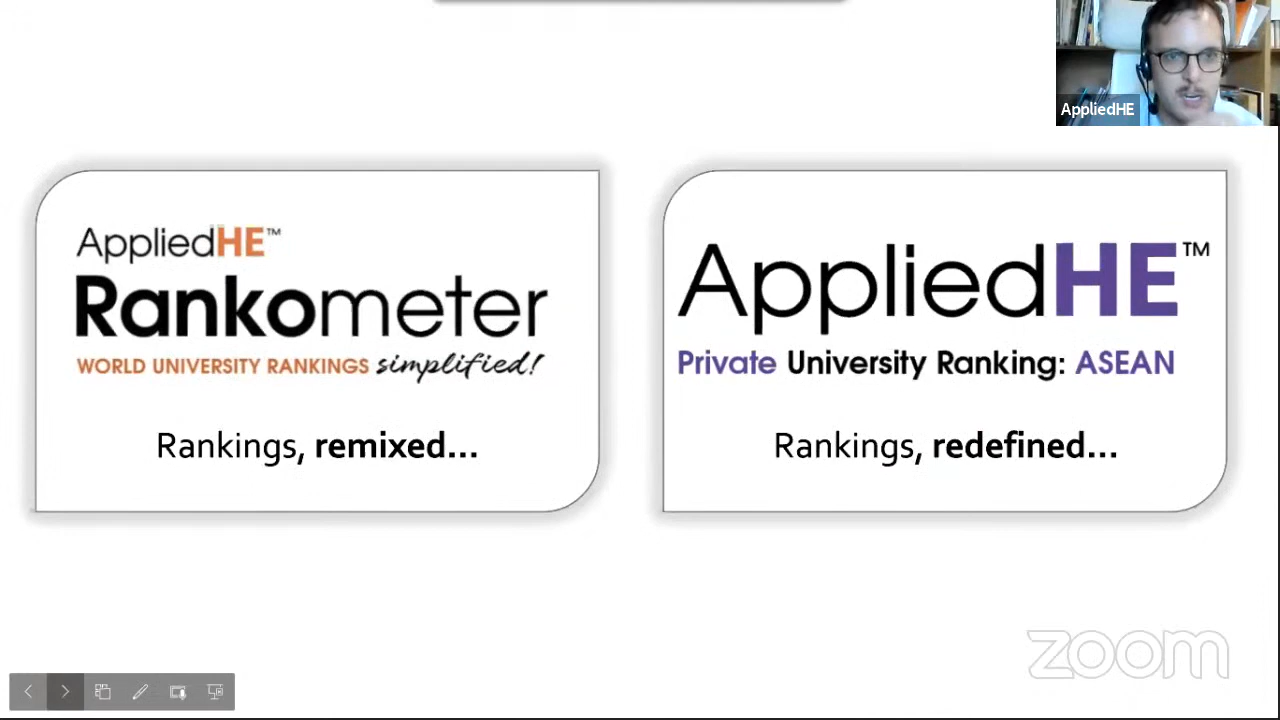 AppliedHE
AppliedHE™
Rankometer
WORLD UNIVERSITY RANKINGS simplified!
Rankings, remixed...
AppliedHE™
Private University Ranking: ASEAN
Rankings, redefined...
zoom